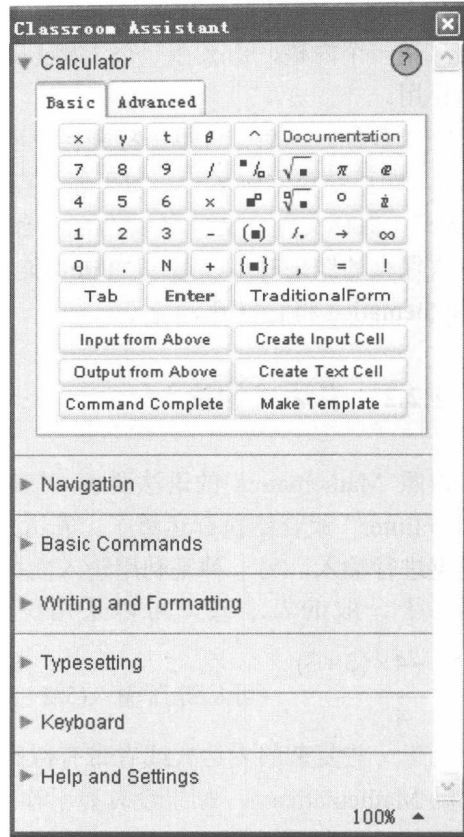 Classroom Assistant
Calculator ?
Basic Advanced
x y t θ ^ Documentation
7 8 9 / ■/□ √■ π ⅇ
4 5 6 × ■^□ □√■ ° ⅈ
1 2 3 - (■) /. → ∞
0 . N + {■} , = !
Tab Enter TraditionalForm
Input from Above Create Input Cell
Output from Above Create Text Cell
Command Complete Make Template
Navigation
Basic Commands
Writing and Formatting
Typesetting
Keyboard
Help and Settings
100%